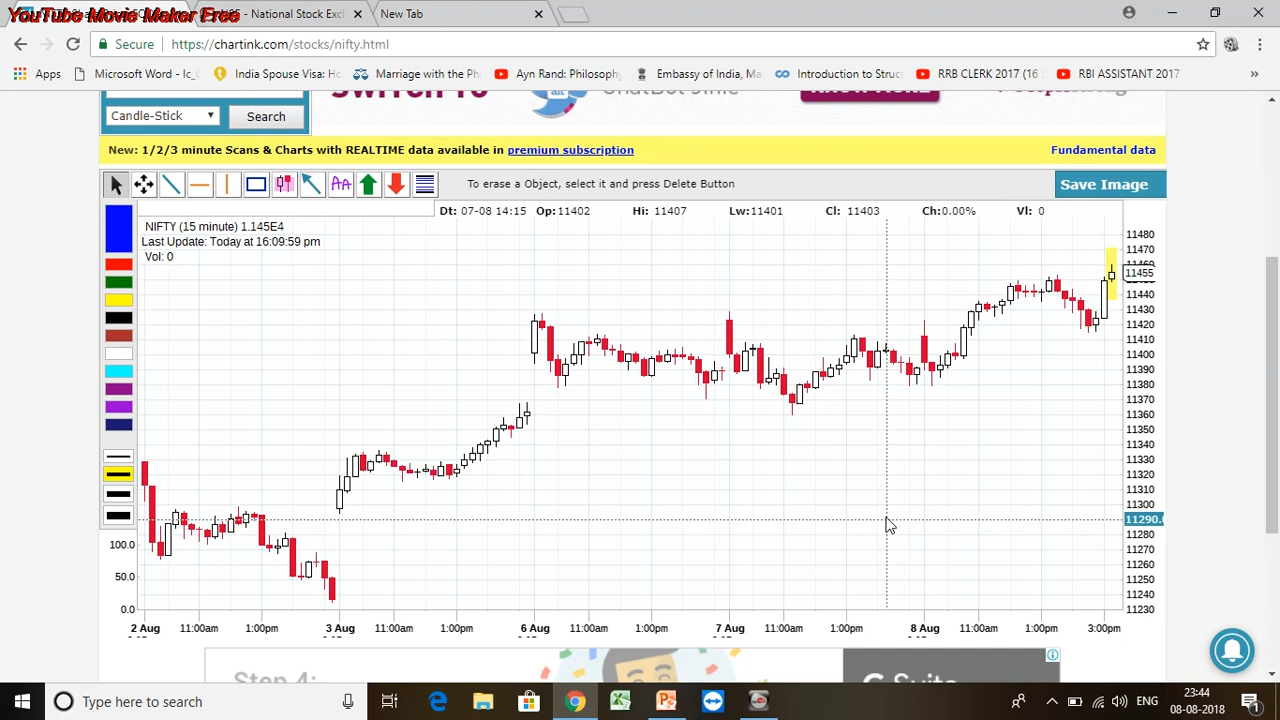 YouTube Movie Maker Free
- National Stock Exc
New Tab
Secure
https://chartink.com/stocks/nifty.html
Apps
Microsoft Word - Ic_
India Spouse Visa: Ho
Marriage with the Ph
Ayn Rand: Philosoph
Embassy of India, Ma
Introduction to Struct
RRB CLERK 2017 (16
RBI ASSISTANT 2017
»
Candle-Stick
Search
New: 1/2/3 minute Scans & Charts with REALTIME data available in premium subscription
Fundamental data
To erase a Object, select it and press Delete Button
Save Image
Dt: 07-08 14:15 Op:11402 Hi: 11407 Lw:11401 Cl: 11403 Ch:0.00% Vl: 0
NIFTY (15 minute) 1.145E4
Last Update: Today at 16:09:59 pm
Vol: 0
11480
11470
11460
11455
11440
11430
11420
11410
11400
11390
11380
11370
11360
11350
11340
11330
11320
11310
11300
11290.
11280
11270
11260
11250
11240
11230
100.0
50.0
0.0
2 Aug 11:00am 1:00pm 3 Aug 11:00am 1:00pm 6 Aug 11:00am 1:00pm 7 Aug 11:00am 1:00pm 8 Aug 11:00am 1:00pm 3:00pm
Step 4:
G Suite
Type here to search
ENG
23:44
08-08-2018